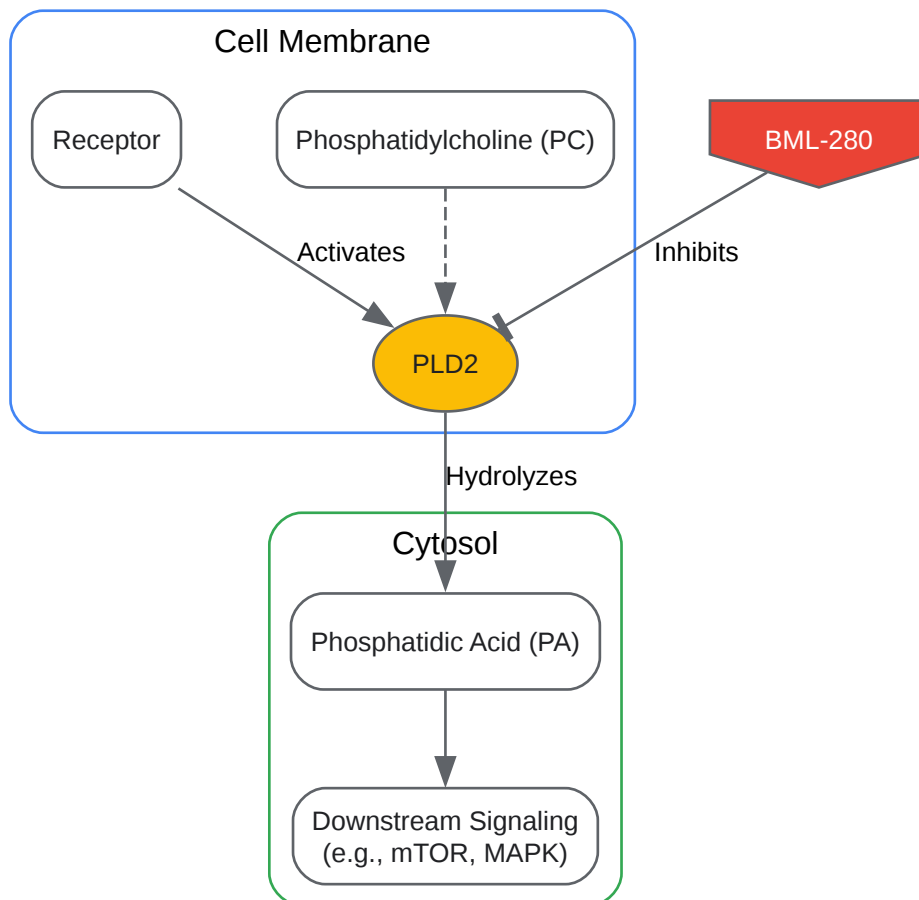 Cell Membrane
Receptor
Phosphatidylcholine (PC)
BML-280
Activates
Inhibits
PLD2
Hydrolyzes
Cytosol
Phosphatidic Acid (PA)
Downstream Signaling
(e.g., mTOR, MAPK)